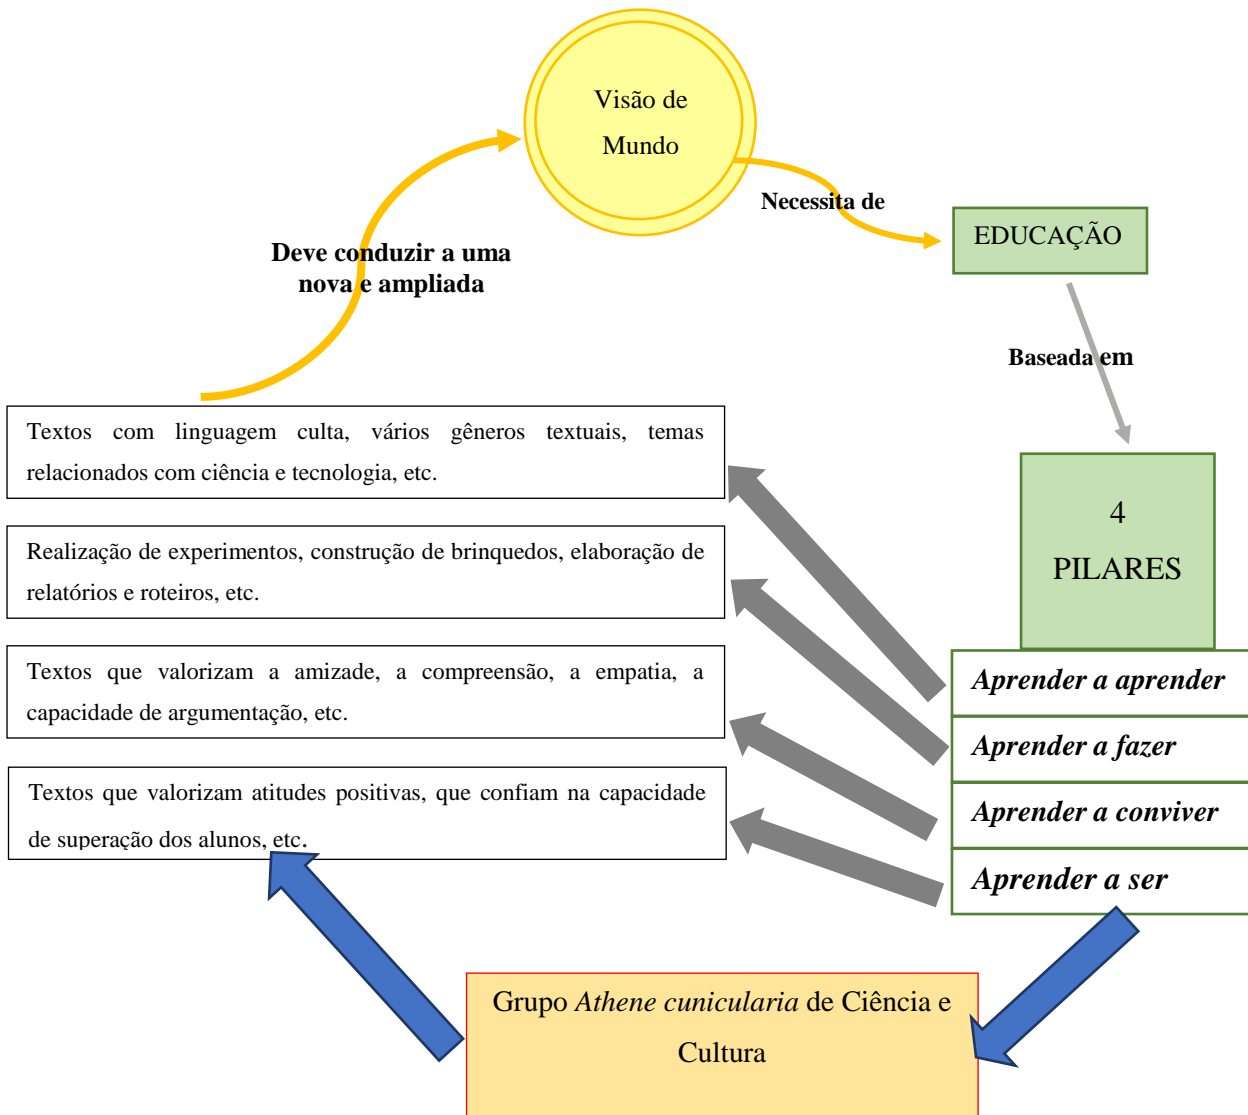 Visão de
Mundo
Necessita de
EDUCAÇÃO
Deve conduzir a uma
nova e ampliada
Baseada em
Textos com linguagem culta, vários gêneros textuais, temas
relacionados com ciência e tecnologia, etc.
4
PILARES
Realização de experimentos, construção de brinquedos, elaboração de
relatórios e roteiros, etc.
Textos que valorizam a amizade, a compreensão, a empatia, a
capacidade de argumentação, etc.
Aprender a aprender
Aprender a fazer
Textos que valorizam atitudes positivas, que confiam na capacidade
de superação dos alunos, etc.
Aprender a conviver
Aprender a ser
Grupo Athene cunicularia de Ciência e
Cultura